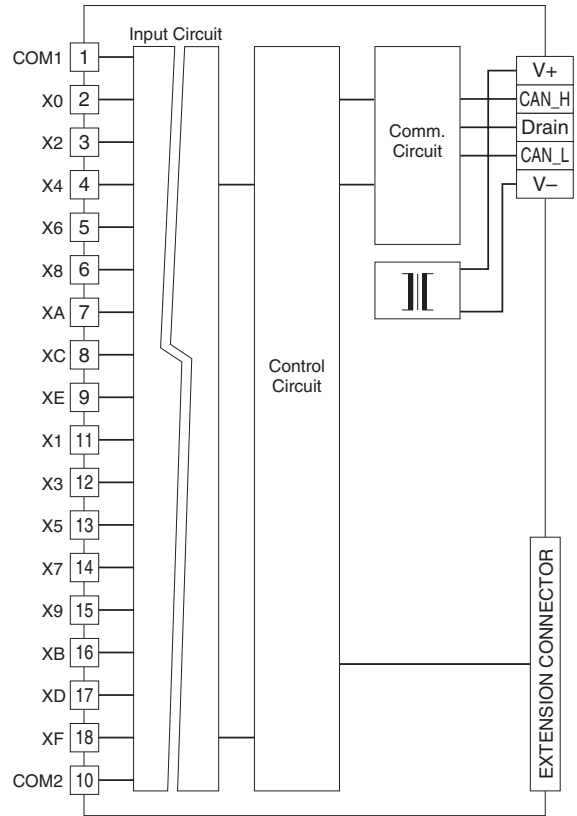 Input Circuit
COM1 1
X0 2
X2 3
X4 4
X6 5
X8 6
XA 7
XC 8
XE 9
X1 11
X3 12
X5 13
X7 14
X9 15
XB 16
XD 17
XF 18
COM2 10
Control
Circuit
Comm.
Circuit
V+
CAN_H
Drain
CAN_L
V–
EXTENSION CONNECTOR